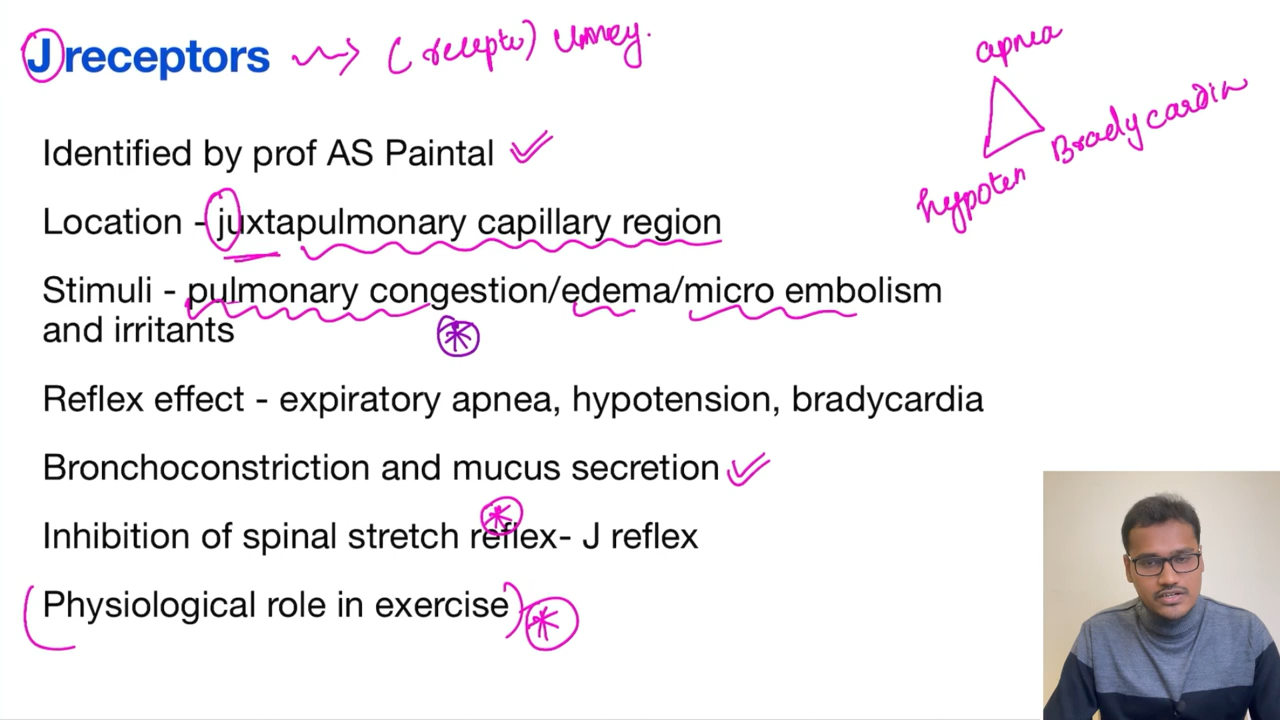 J receptors (recepto)
Identified by prof AS Paintal
Location - juxtapulmonary capillary region
Stimuli - pulmonary congestion/edema/micro embolism
and irritants
Reflex effect - expiratory apnea, hypotension, bradycardia
Bronchoconstriction and mucus secretion
Inhibition of spinal stretch reflex- J reflex
Physiological role in exercise
apnea
Bradycardia
hypoten